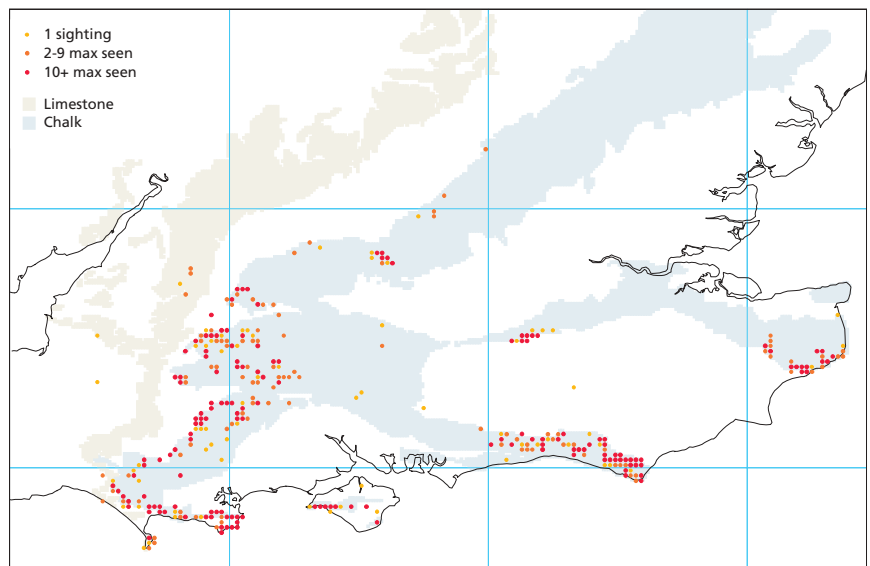 1 sighting
2-9 max seen
10+ max seen
Limestone
Chalk